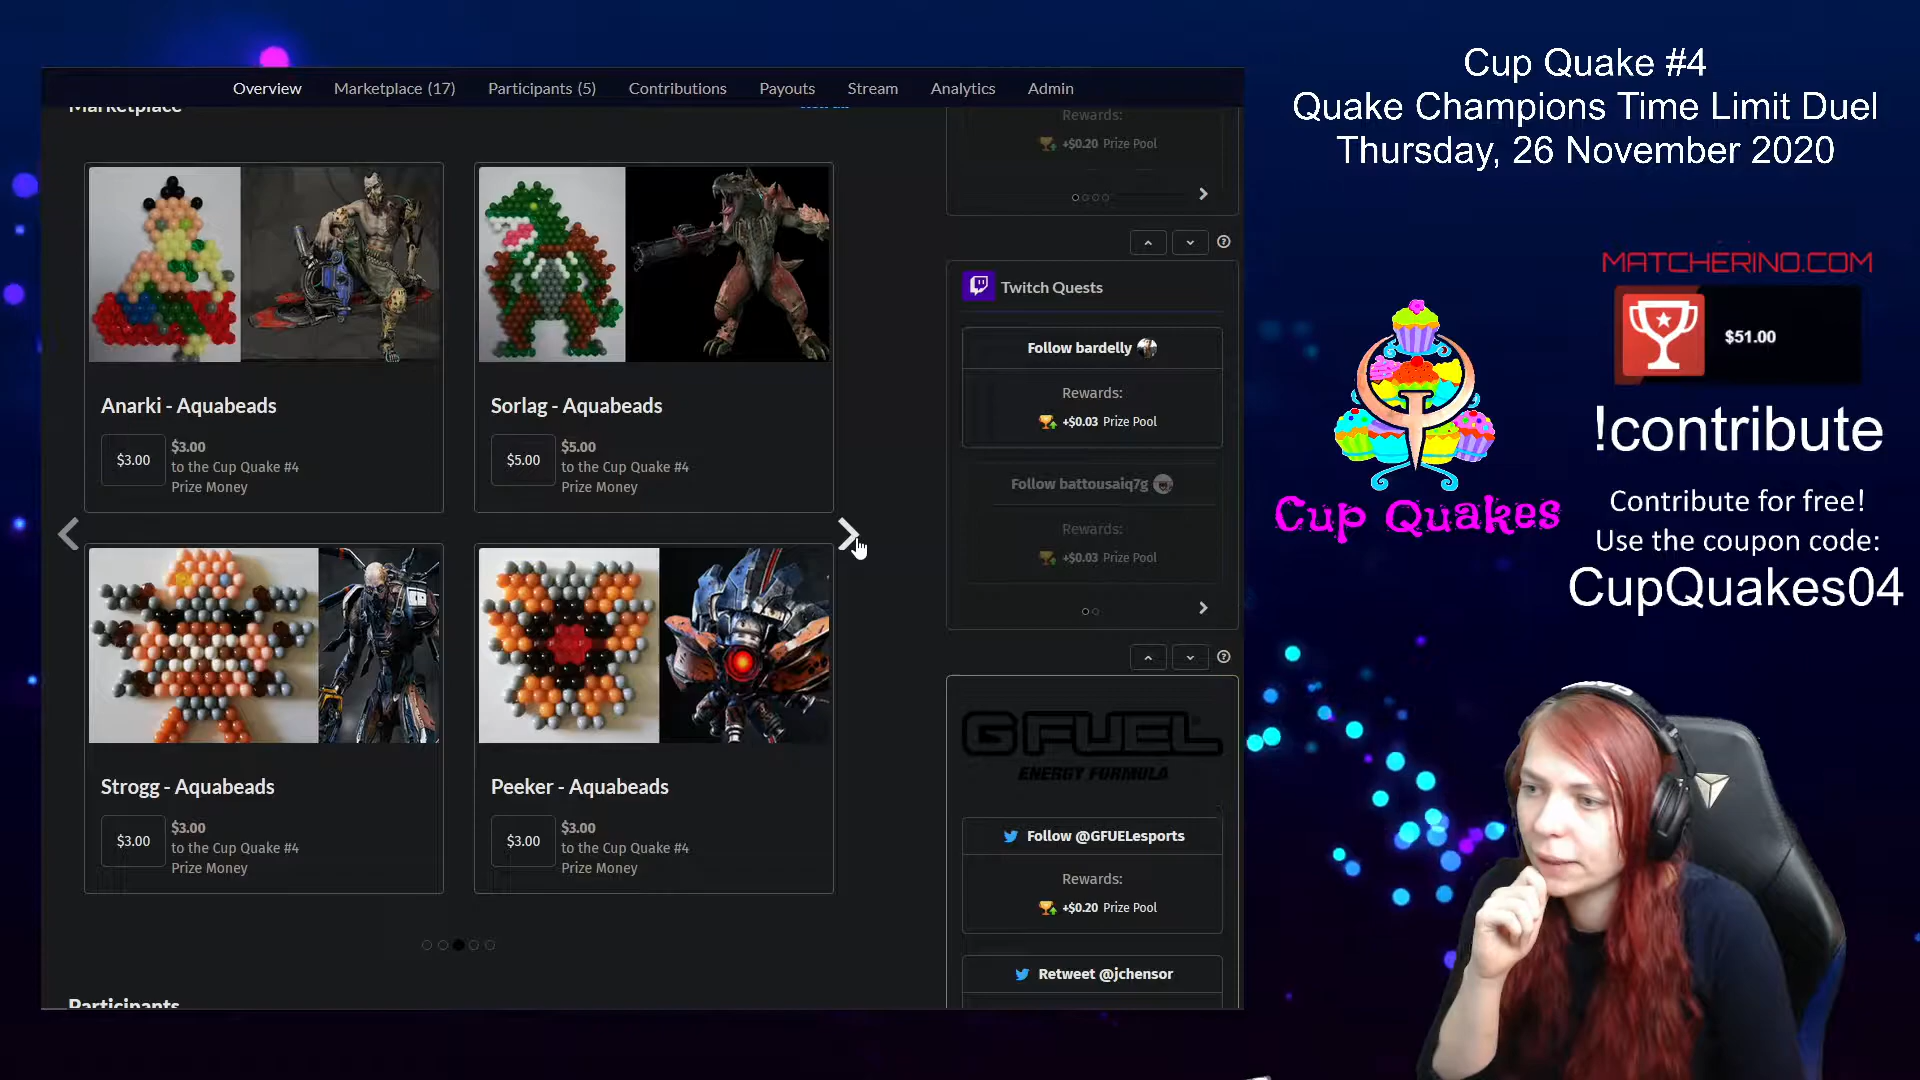 Overview
Marketplace (17)
Participants (5)
Contributions
Payouts
Stream
Analytics
Admin
Marketplace
Anarki - Aquabeads
$3.00
$3.00
to the Cup Quake #4
Prize Money
Sorlag - Aquabeads
$5.00
$5.00
to the Cup Quake #4
Prize Money
Strogg - Aquabeads
$3.00
$3.00
to the Cup Quake #4
Prize Money
Peeker - Aquabeads
$3.00
$3.00
to the Cup Quake #4
Prize Money
Participants
Rewards:
+$0.20 Prize Pool
Twitch Quests
Follow bardelly
Rewards:
+$0.03 Prize Pool
Follow battousaiq7g
Rewards:
+$0.03 Prize Pool
G FUEL
ENERGY FORMULA
Follow @GFUELesports
Rewards:
+$0.20 Prize Pool
Retweet @jchensor
Cup Quake #4
Quake Champions Time Limit Duel
Thursday, 26 November 2020
Cup Quakes
MATCHERINO.COM
$51.00
!contribute
Contribute for free!
Use the coupon code:
CupQuakes04